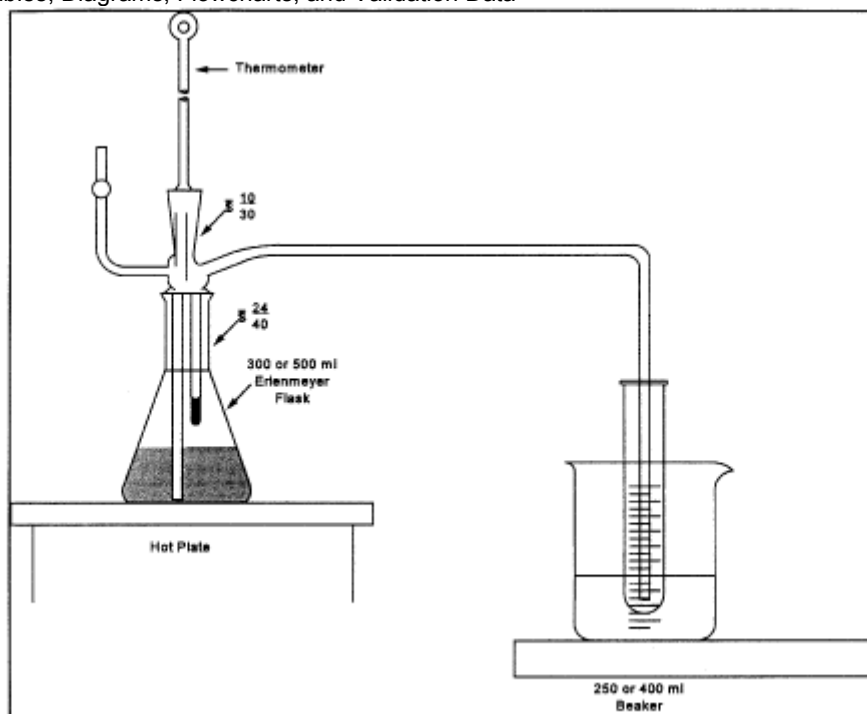 Tables, Diagrams, Flowcharts, and Validation Data
Thermometer
10
30
24
40
300 or 500 ml
Erlenmeyer
Flask
Hot Plate
250 or 400 ml
Beaker